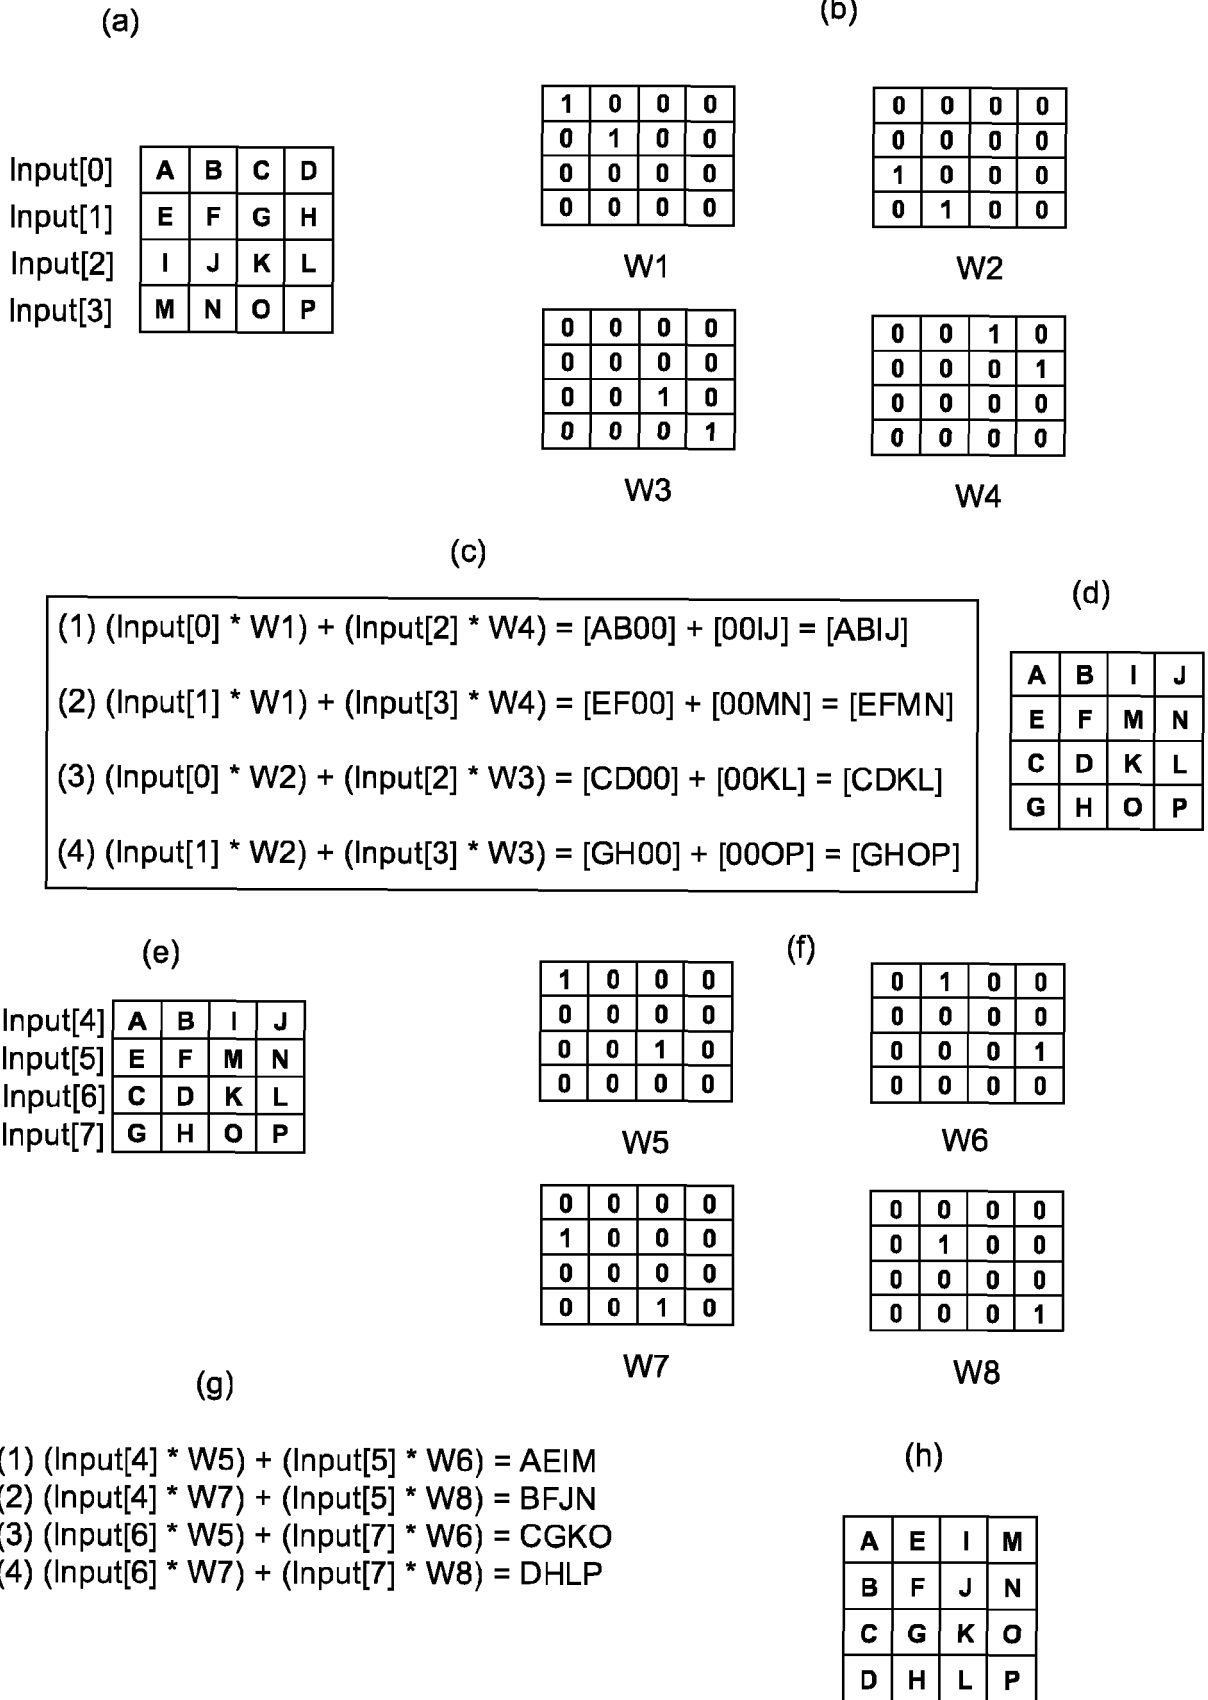 (a)
(b)
Input[0] A B C D
Input[1] E F G H
Input[2] I J K L
Input[3] M N O P
1 0 0 0
0 1 0 0
0 0 0 0
0 0 0 0
W1
0 0 0 0
0 0 0 0
1 0 0 0
0 1 0 0
W2
0 0 0 0
0 0 0 0
0 0 1 0
0 0 0 1
W3
0 0 1 0
0 0 0 1
0 0 0 0
0 0 0 0
W4
(c)
(1) (Input[0] * W1) + (Input[2] * W4) = [AB00] + [00IJ] = [ABIJ]
(2) (Input[1] * W1) + (Input[3] * W4) = [EF00] + [00MN] = [EFMN]
(3) (Input[0] * W2) + (Input[2] * W3) = [CD00] + [00KL] = [CDKL]
(4) (Input[1] * W2) + (Input[3] * W3) = [GH00] + [00OP] = [GHOP]
(d)
A B I J
E F M N
C D K L
G H O P
(e)
Input[4] A B I J
Input[5] E F M N
Input[6] C D K L
Input[7] G H O P
(f)
1 0 0 0
0 0 0 0
0 0 1 0
0 0 0 0
W5
0 1 0 0
0 0 0 0
0 0 0 1
0 0 0 0
W6
0 0 0 0
1 0 0 0
0 0 0 0
0 0 1 0
W7
0 0 0 0
0 1 0 0
0 0 0 0
0 0 0 1
W8
(g)
(1) (Input[4] * W5) + (Input[5] * W6) = AEIM
(2) (Input[4] * W7) + (Input[5] * W8) = BFJN
(3) (Input[6] * W5) + (Input[7] * W6) = CGKO
(4) (Input[6] * W7) + (Input[7] * W8) = DHLP
(h)
A E I M
B F J N
C G K O
D H L P